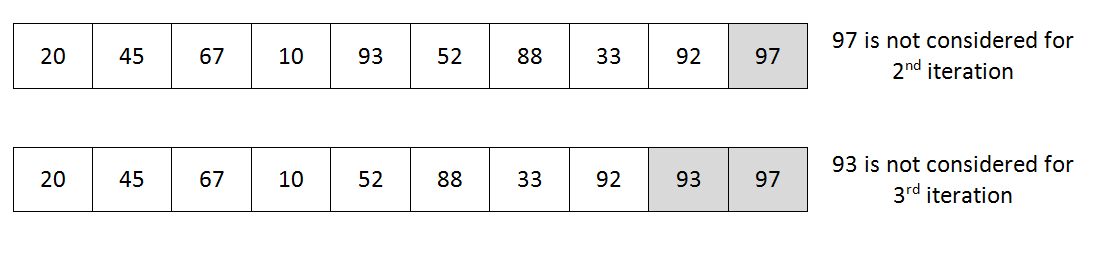 20 45 67 10 93 52 88 33 92 97
97 is not considered for
2nd iteration
20 45 67 10 52 88 33 92 93 97
93 is not considered for
3rd iteration